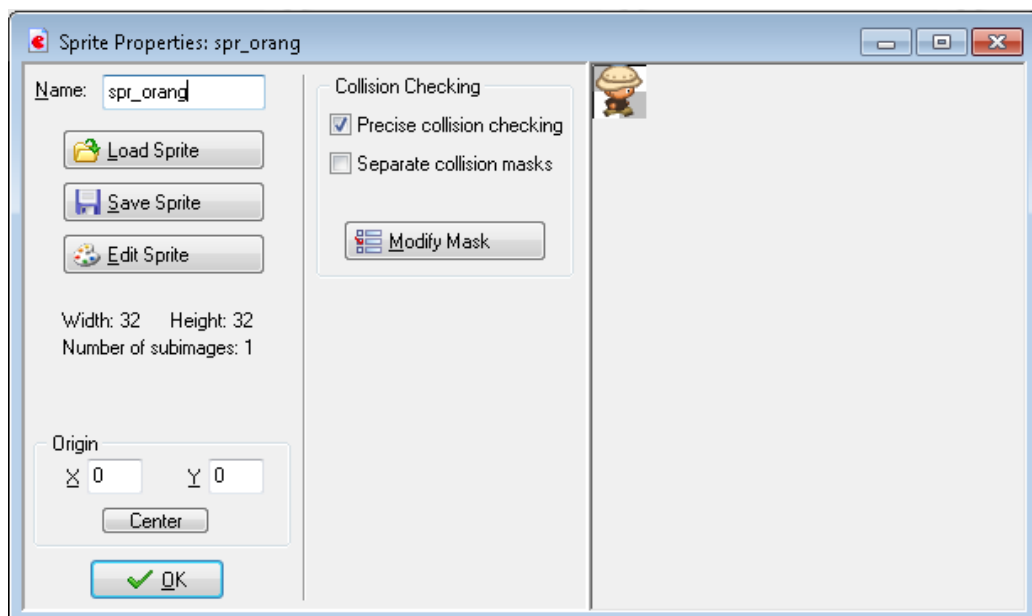 Sprite Properties: spr_orang
Name: spr_orang
Load Sprite
Save Sprite
Edit Sprite
Width: 32 Height: 32
Number of subimages: 1
Origin
X 0 Y 0
Center
OK
Collision Checking
Precise collision checking
Separate collision masks
Modify Mask